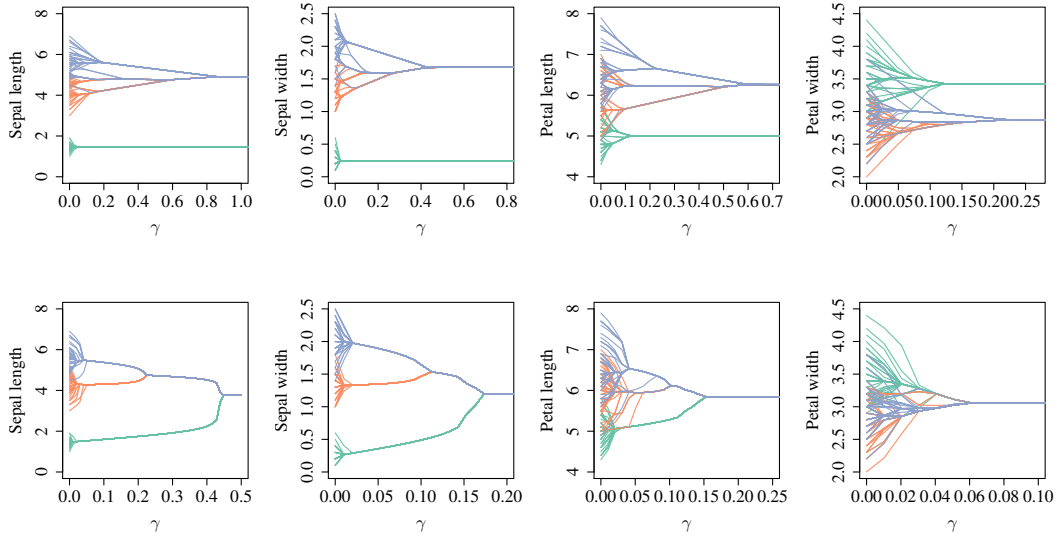 Sepal length
0 2 4 6 8
0.0 0.2 0.4 0.6 0.8 1.0
γ
Sepal width
0.0 0.5 1.0 1.5 2.0 2.5
0.0 0.2 0.4 0.6 0.8
γ
Petal length
4 5 6 7 8
0.0 0.1 0.2 0.3 0.4 0.5 0.6 0.7
γ
Petal width
2.0 2.5 3.0 3.5 4.0 4.5
0.00 0.05 0.10 0.15 0.20 0.25
γ
Sepal length
0 2 4 6 8
0.0 0.1 0.2 0.3 0.4 0.5
γ
Sepal width
0.0 0.5 1.0 1.5 2.0 2.5
0.00 0.05 0.10 0.15 0.20
γ
Petal length
4 5 6 7 8
0.00 0.05 0.10 0.15 0.20 0.25
γ
Petal width
2.0 2.5 3.0 3.5 4.0 4.5
0.00 0.02 0.04 0.06 0.08 0.10
γ